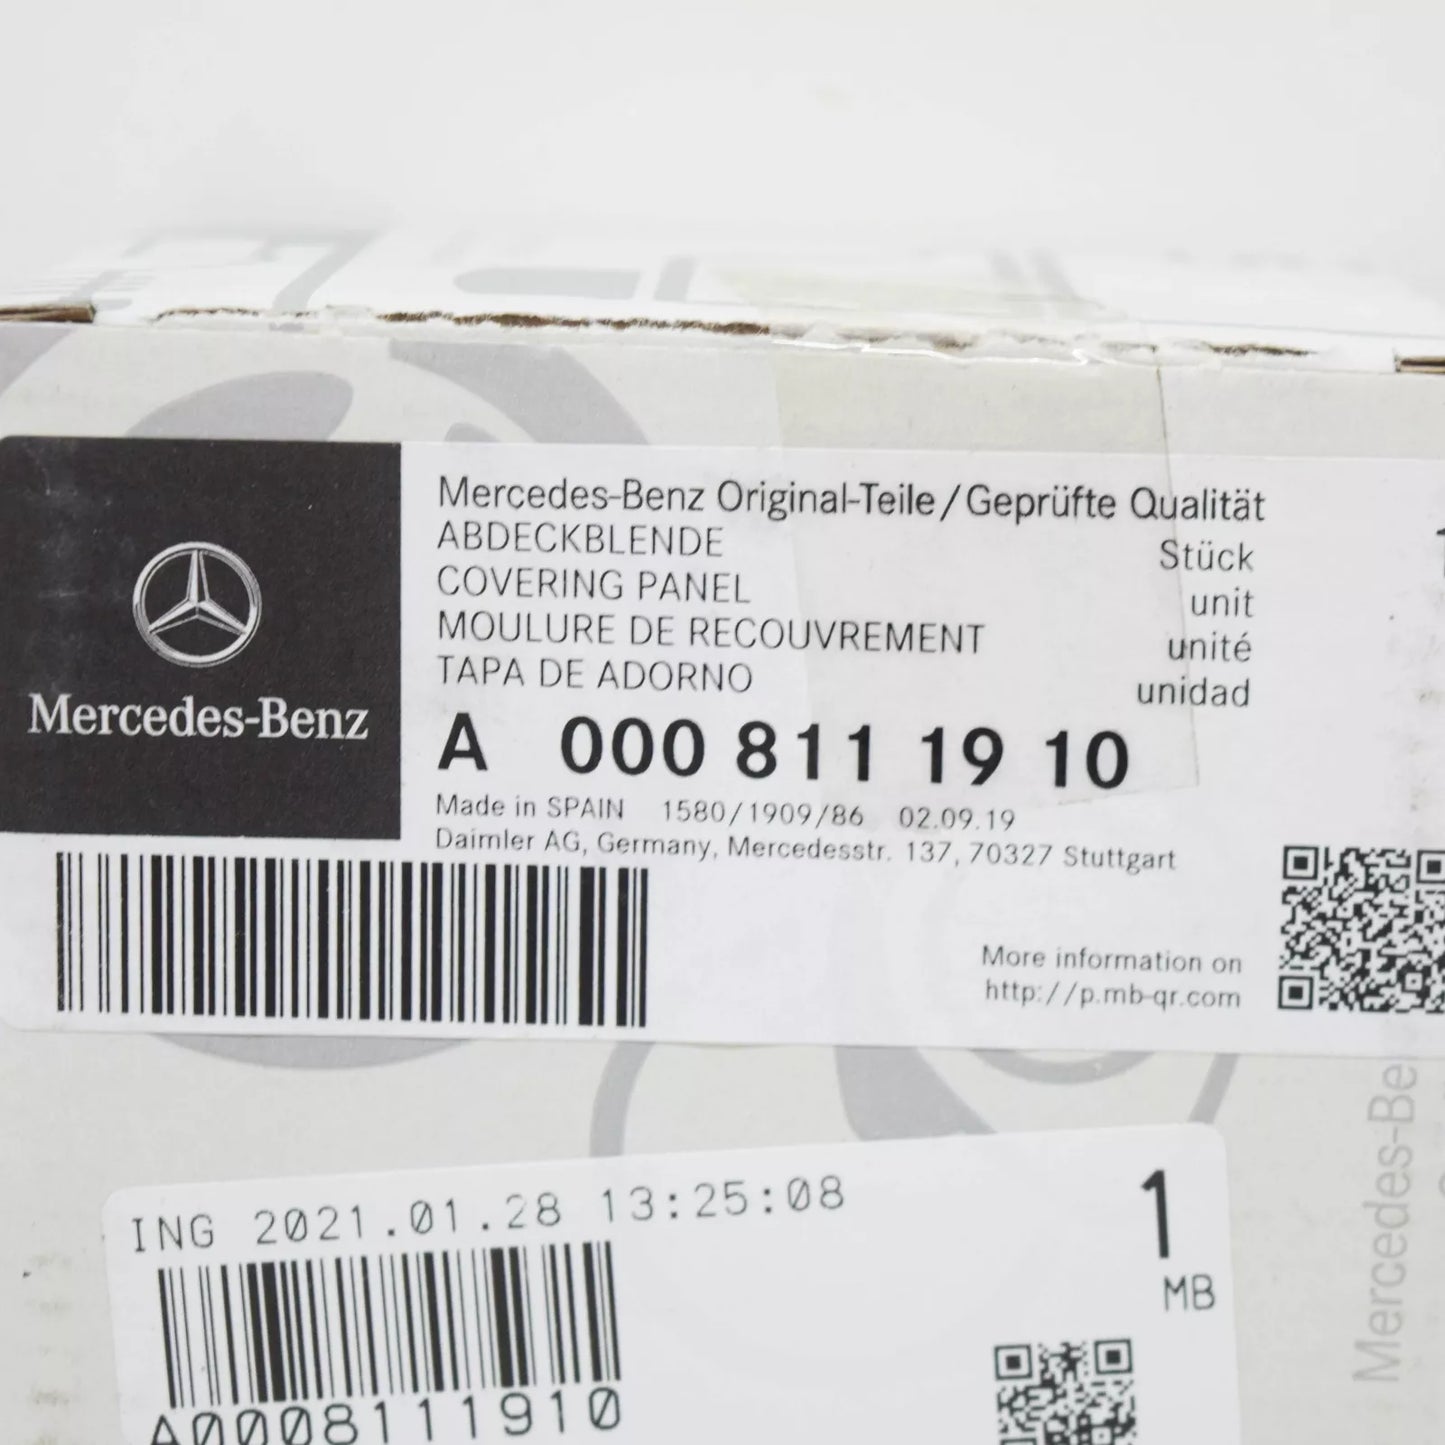 Mercedes-Benz
Mercedes-Benz Original-Teile/Geprüfte Qualität
ABDECKBLENDE Stück
COVERING PANEL unit
MOULURE DE RECOUVREMENT unité
TAPA DE ADORNO unidad
A 000 811 19 10
Made in SPAIN 1580/1909/86 02.09.19
Daimler AG, Germany, Mercedesstr. 137, 70327 Stuttgart
More information on
http://p.mb-qr.com
ING 2021.01.28 13:25:08
1
MB
A0008111910
Mercedes-Be